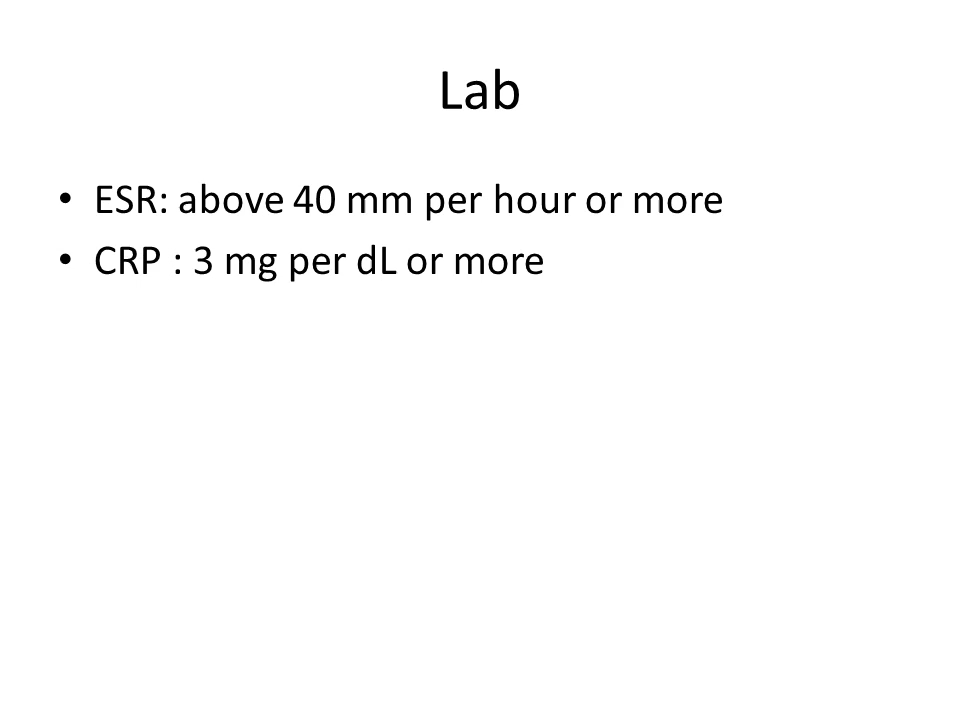 Lab
• ESR: above 40 mm per hour or more
• CRP : 3 mg per dL or more